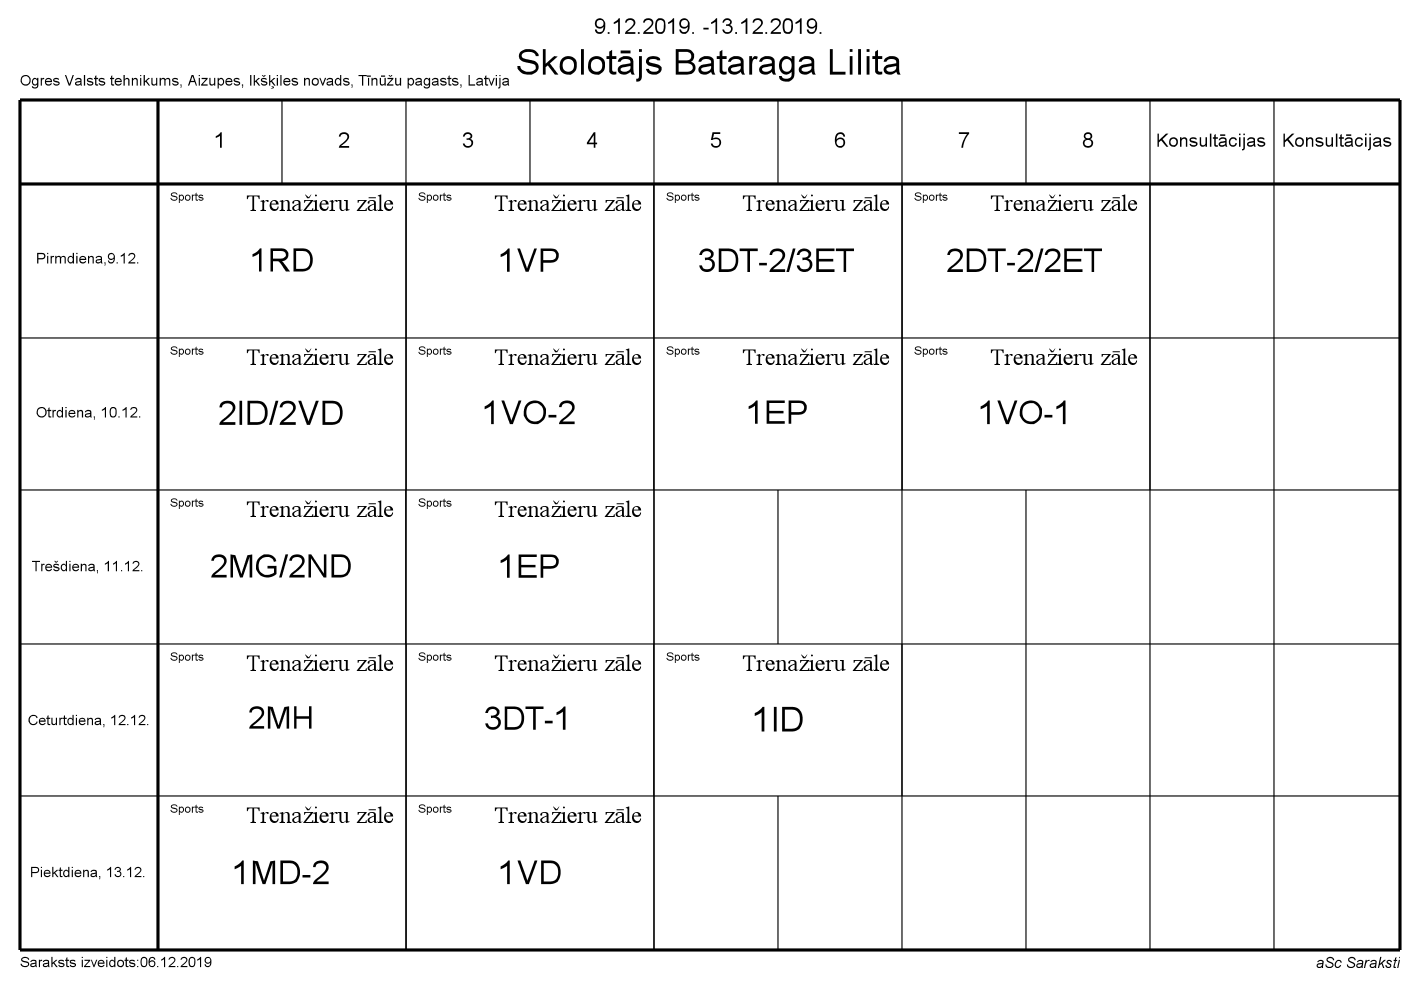 9.12.2019. -13.12.2019.
Skolotājs Bataraga Lilita
Ogres Valsts tehnikums, Aizupes, Ikšķiles novads, Tīnūžu pagasts, Latvija
1 2 3 4 5 6 7 8 Konsultācijas Konsultācijas
Sports Trenažieru zāle Sports Trenažieru zāle Sports Trenažieru zāle Sports Trenažieru zāle
Pirmdiena,9.12. 1RD 1VP 3DT-2/3ET 2DT-2/2ET
Sports Trenažieru zāle Sports Trenažieru zāle Sports Trenažieru zāle Sports Trenažieru zāle
Otrdiena, 10.12. 2ID/2VD 1VO-2 1EP 1VO-1
Sports Trenažieru zāle Sports Trenažieru zāle
Trešdiena, 11.12. 2MG/2ND 1EP
Sports Trenažieru zāle Sports Trenažieru zāle Sports Trenažieru zāle
Ceturtdiena, 12.12. 2MH 3DT-1 1ID
Sports Trenažieru zāle Sports Trenažieru zāle
Piektdiena, 13.12. 1MD-2 1VD
Saraksts izveidots:06.12.2019 aSc Saraksti